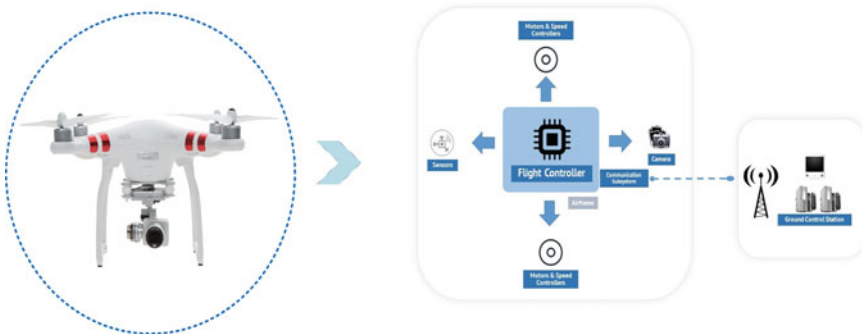 Motors & Speed
Controllers
Sensors
Flight Controller
Camera
Communication
Subsystem
Airframe
Motors & Speed
Controllers
Ground Control Station